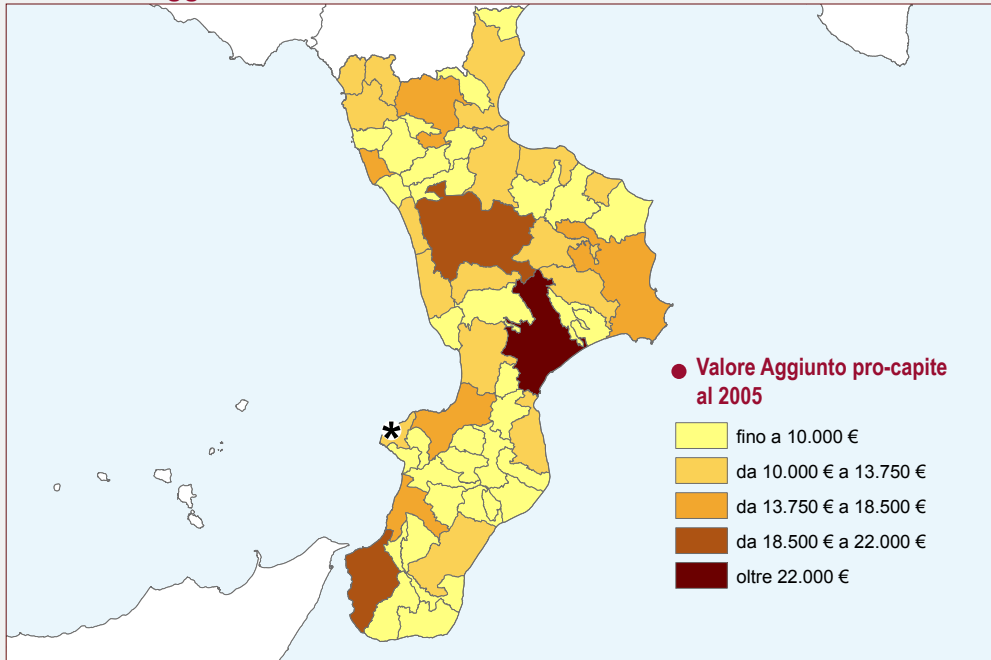 Valore Aggiunto pro-capite
al 2005
fino a 10.000 €
da 10.000 € a 13.750 €
da 13.750 € a 18.500 €
da 18.500 € a 22.000 €
oltre 22.000 €
*